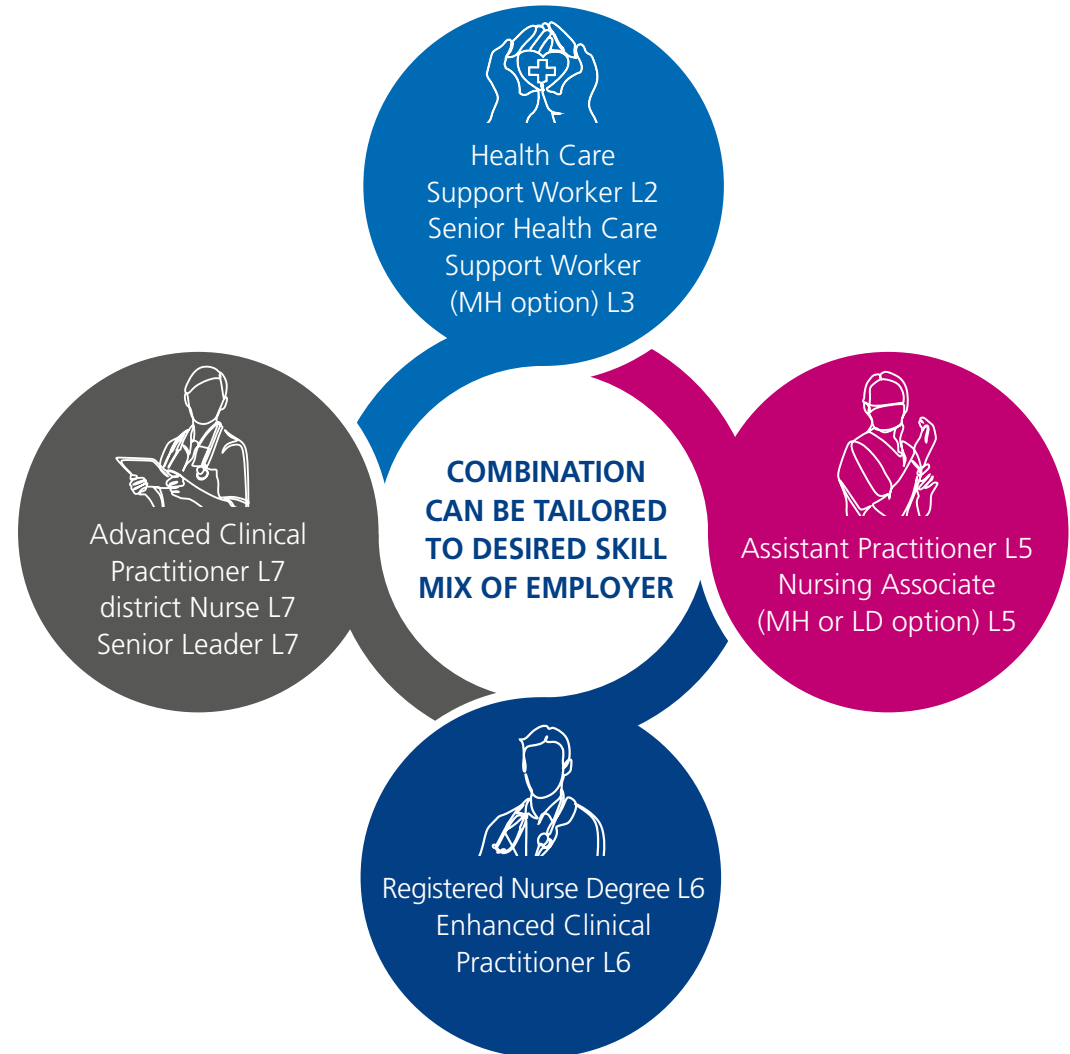 Health Care
Support Worker L2
Senior Health Care
Support Worker
(MH option) L3
COMBINATION
CAN BE TAILORED
TO DESIRED SKILL
MIX OF EMPLOYER
Assistant Practitioner L5
Nursing Associate
(MH or LD option) L5
Registered Nurse Degree L6
Enhanced Clinical
Practitioner L6
Advanced Clinical
Practitioner L7
district Nurse L7
Senior Leader L7